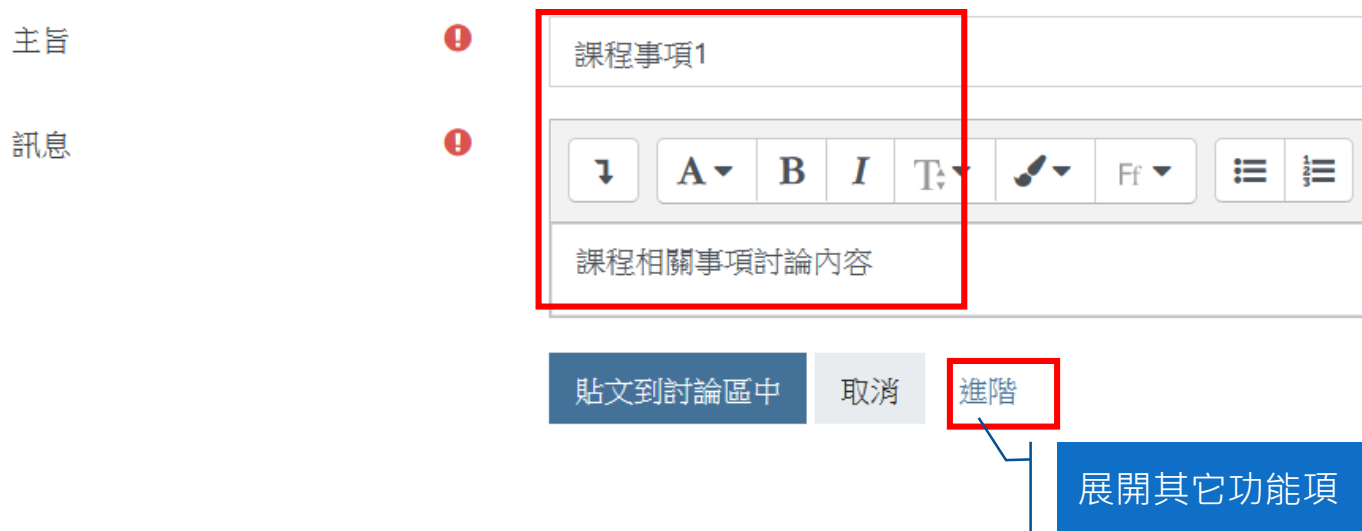 主旨
課程事項1
訊息
A B I T Ff
課程相關事項討論內容
貼文到討論區中 取消 進階
展開其它功能項